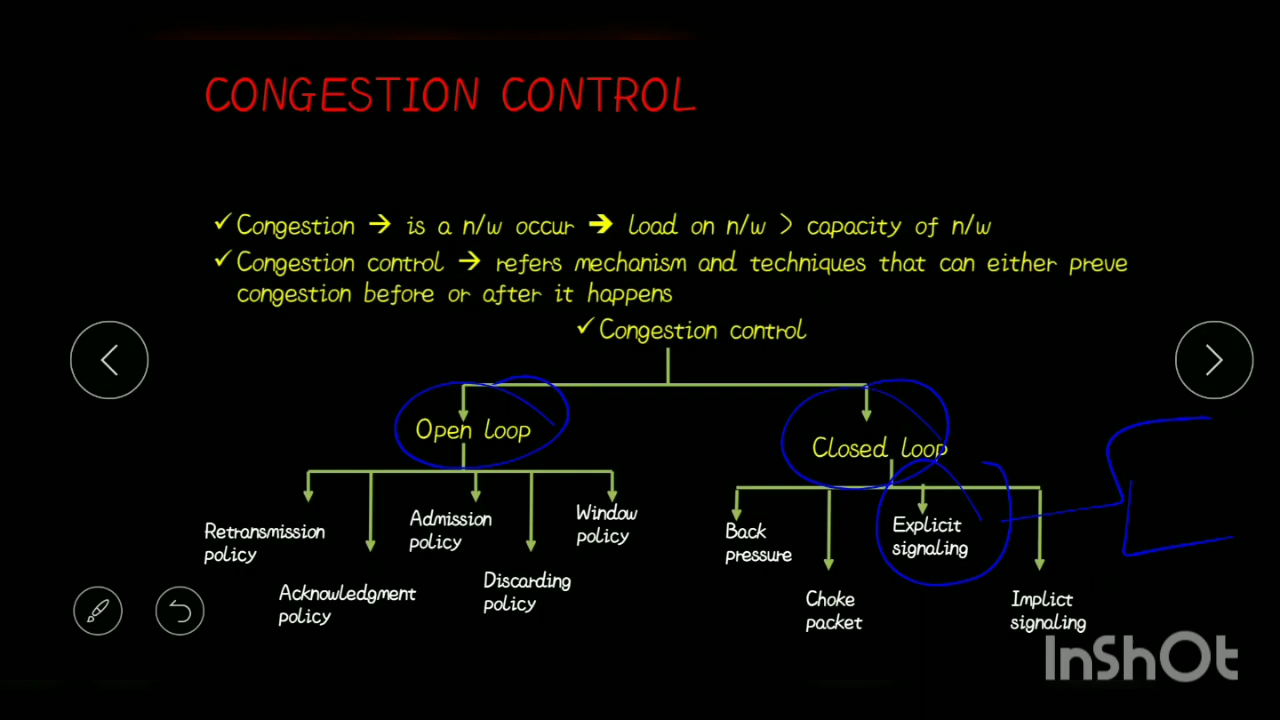 CONGESTION CONTROL
✓ Congestion → is a n/w occur → load on n/w > capacity of n/w
✓ Congestion control → refers mechanism and techniques that can either preve
congestion before or after it happens
✓ Congestion control
Open loop
Closed loop
Retransmission
policy
Acknowledgment
policy
Admission
policy
Discarding
policy
Window
policy
Back
pressure
Choke
packet
Explicit
signaling
Implict
signaling
InShOt